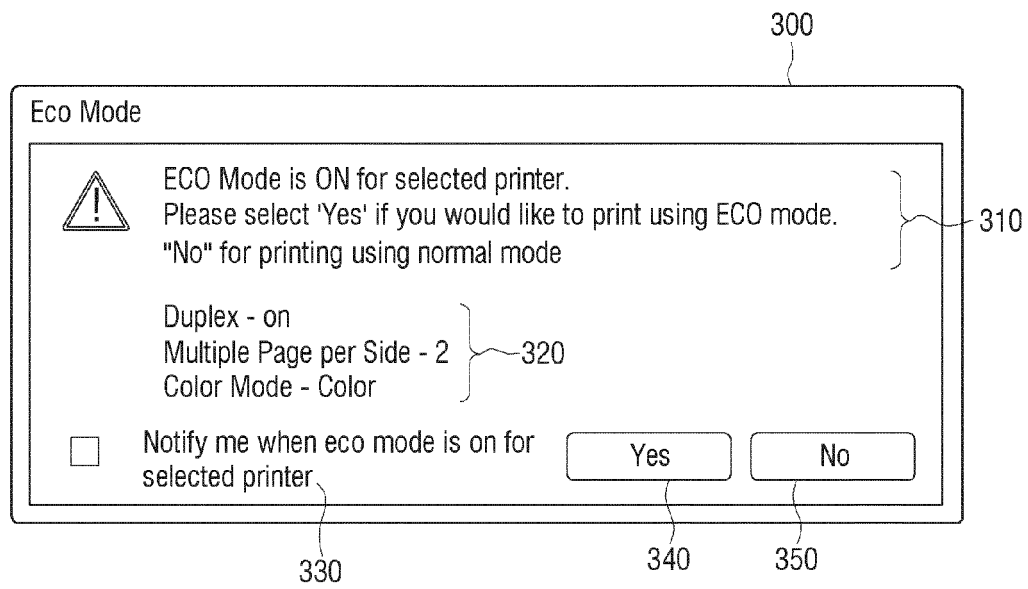 300
Eco Mode
ECO Mode is ON for selected printer.
Please select 'Yes' if you would like to print using ECO mode.
"No" for printing using normal mode
310
Duplex - on
Multiple Page per Side - 2
Color Mode - Color
320
Notify me when eco mode is on for
selected printer
Yes
No
330
340
350